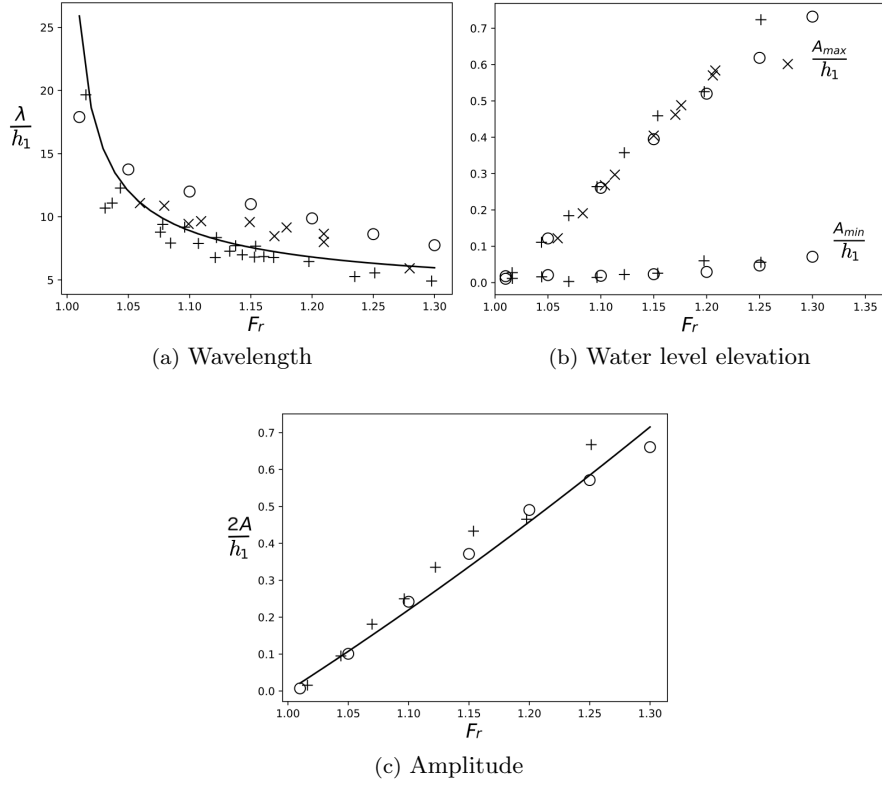 25
20
15
10
5
λ/h₁
1.00 1.05 1.10 1.15 1.20 1.25 1.30
Fᵣ
(a) Wavelength
0.7
0.6
0.5
0.4
0.3
0.2
0.1
0.0
A_max/h₁
A_min/h₁
1.00 1.05 1.10 1.15 1.20 1.25 1.30 1.35
Fᵣ
(b) Water level elevation
0.7
0.6
0.5
0.4
0.3
0.2
0.1
0.0
2A/h₁
1.00 1.05 1.10 1.15 1.20 1.25 1.30
Fᵣ
(c) Amplitude